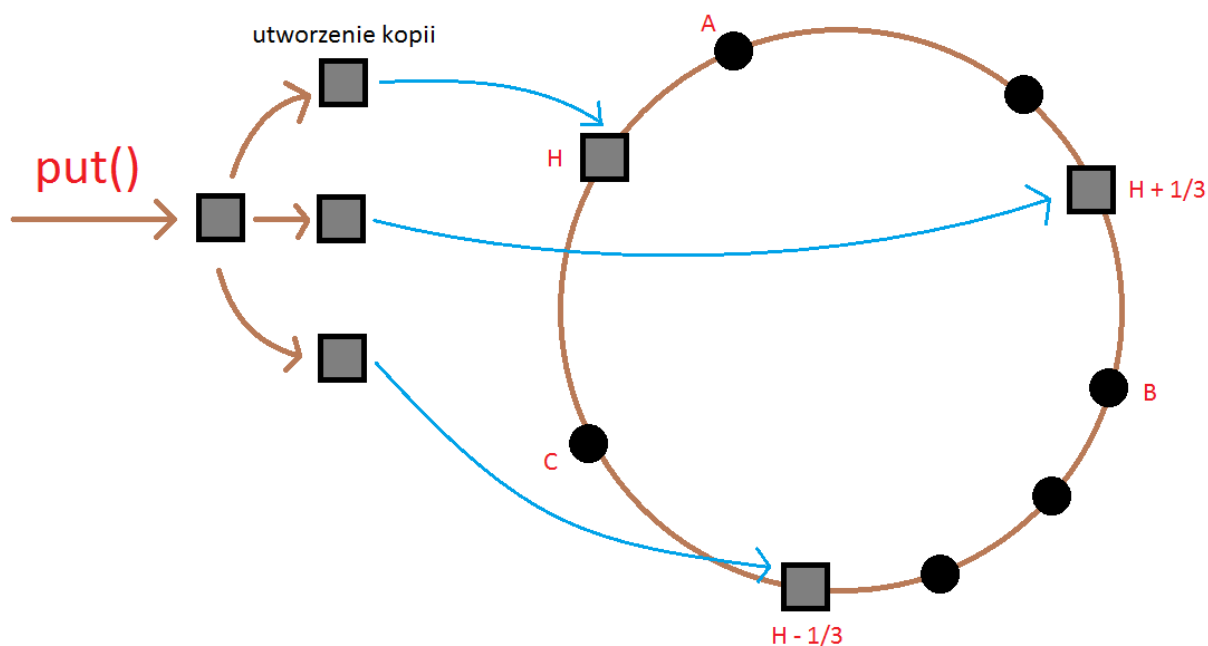 utworzenie kopii
put()
A
H
H + 1/3
B
C
H - 1/3